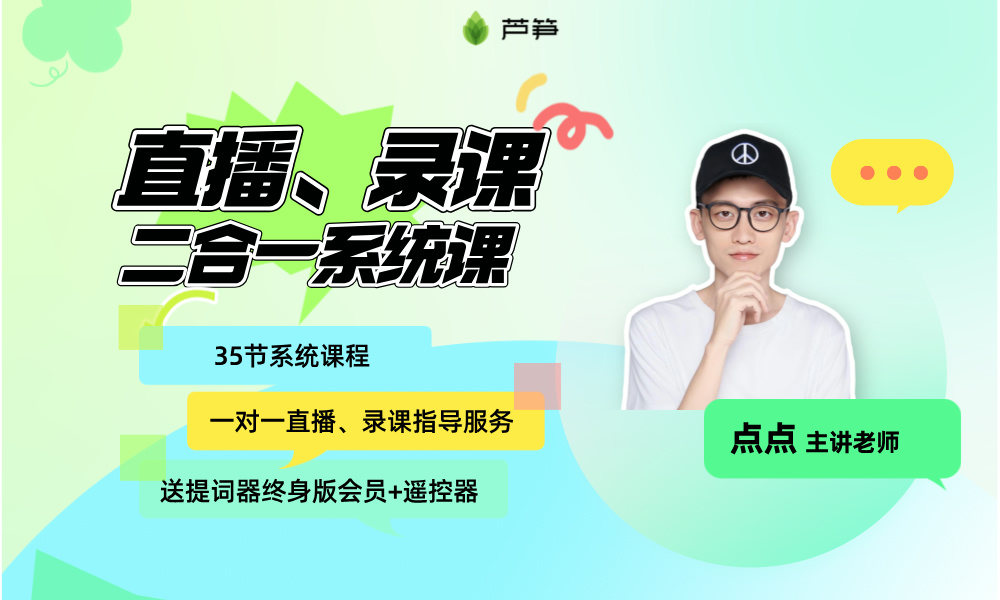 芦笋
直播、录课
二合一系统课
35节系统课程
一对一直播、录课指导服务
送提词器终身版会员+遥控器
点点 主讲老师